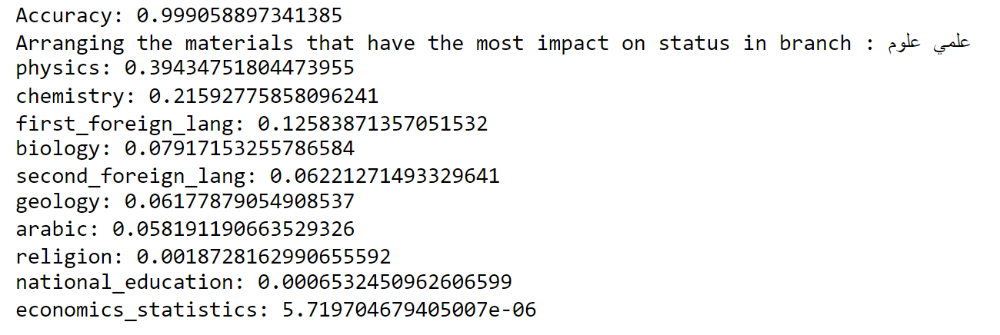 Accuracy: 0.999058897341385
Arranging the materials that have the most impact on status in branch : علمي علوم
physics: 0.39434751804473955
chemistry: 0.21592775858096241
first_foreign_lang: 0.12583871357051532
biology: 0.07917153255786584
second_foreign_lang: 0.06221271493329641
geology: 0.06177879054908537
arabic: 0.058191190663529326
religion: 0.0018728162990655592
national_education: 0.0006532450962606599
economics_statistics: 5.719704679405007e-06